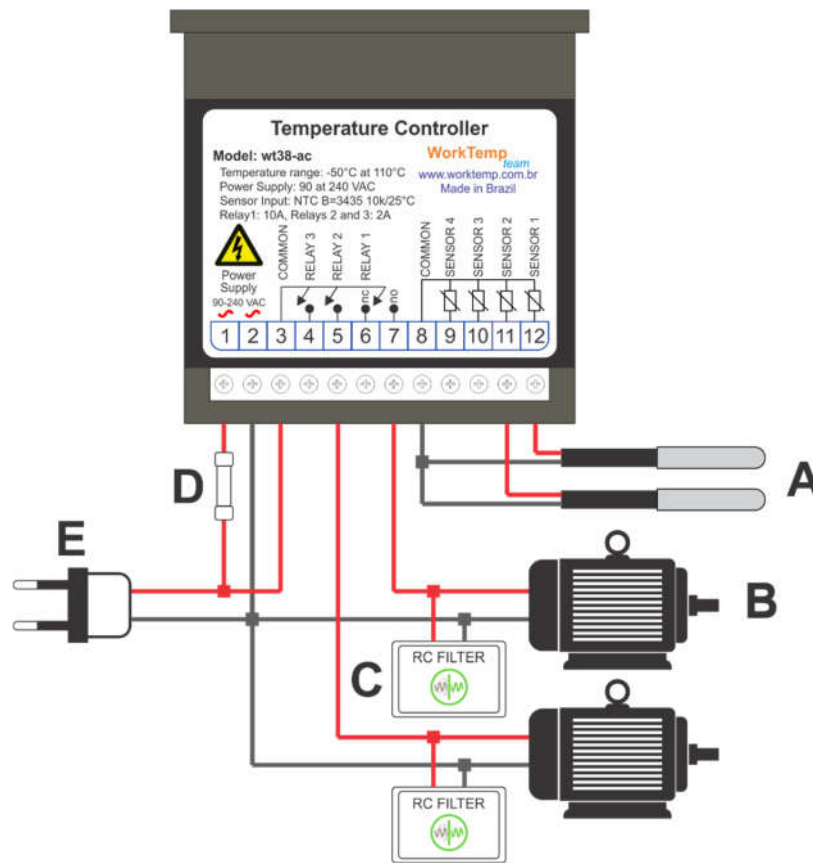 Temperature Controller
Model: wt38-ac
WorkTemp
team
Temperature range: -50°C at 110°C
www.worktemp.com.br
Power Supply: 90 at 240 VAC
Made in Brazil
Sensor Input: NTC B=3435 10k/25°C
Relay1: 10A, Relays 2 and 3: 2A
COMMON
RELAY 3
RELAY 2
RELAY 1
COMMON
SENSOR 4
SENSOR 3
SENSOR 2
SENSOR 1
Power
Supply
90-240 VAC
nc
no
1 2 3 4 5 6 7 8 9 10 11 12
A
D
E
B
RC FILTER
C
RC FILTER